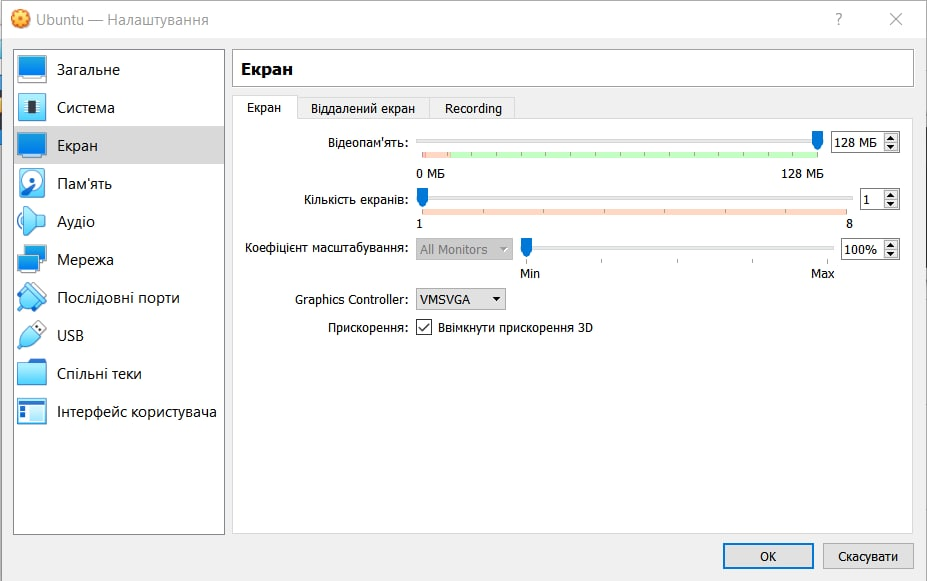 Ubuntu — Налаштування
?
Загальне
Система
Екран
Пам'ять
Аудіо
Мережа
Послідовні порти
USB
Спільні теки
Інтерфейс користувача
Екран
Екран Віддалений екран Recording
Відеопам'ять: 128 МБ
0 МБ 128 МБ
Кількість екранів: 1
1 8
Коефіцієнт масштабування: All Monitors 100%
Min Max
Graphics Controller: VMSVGA
Прискорення: Ввімкнути прискорення 3D
OK Скасувати